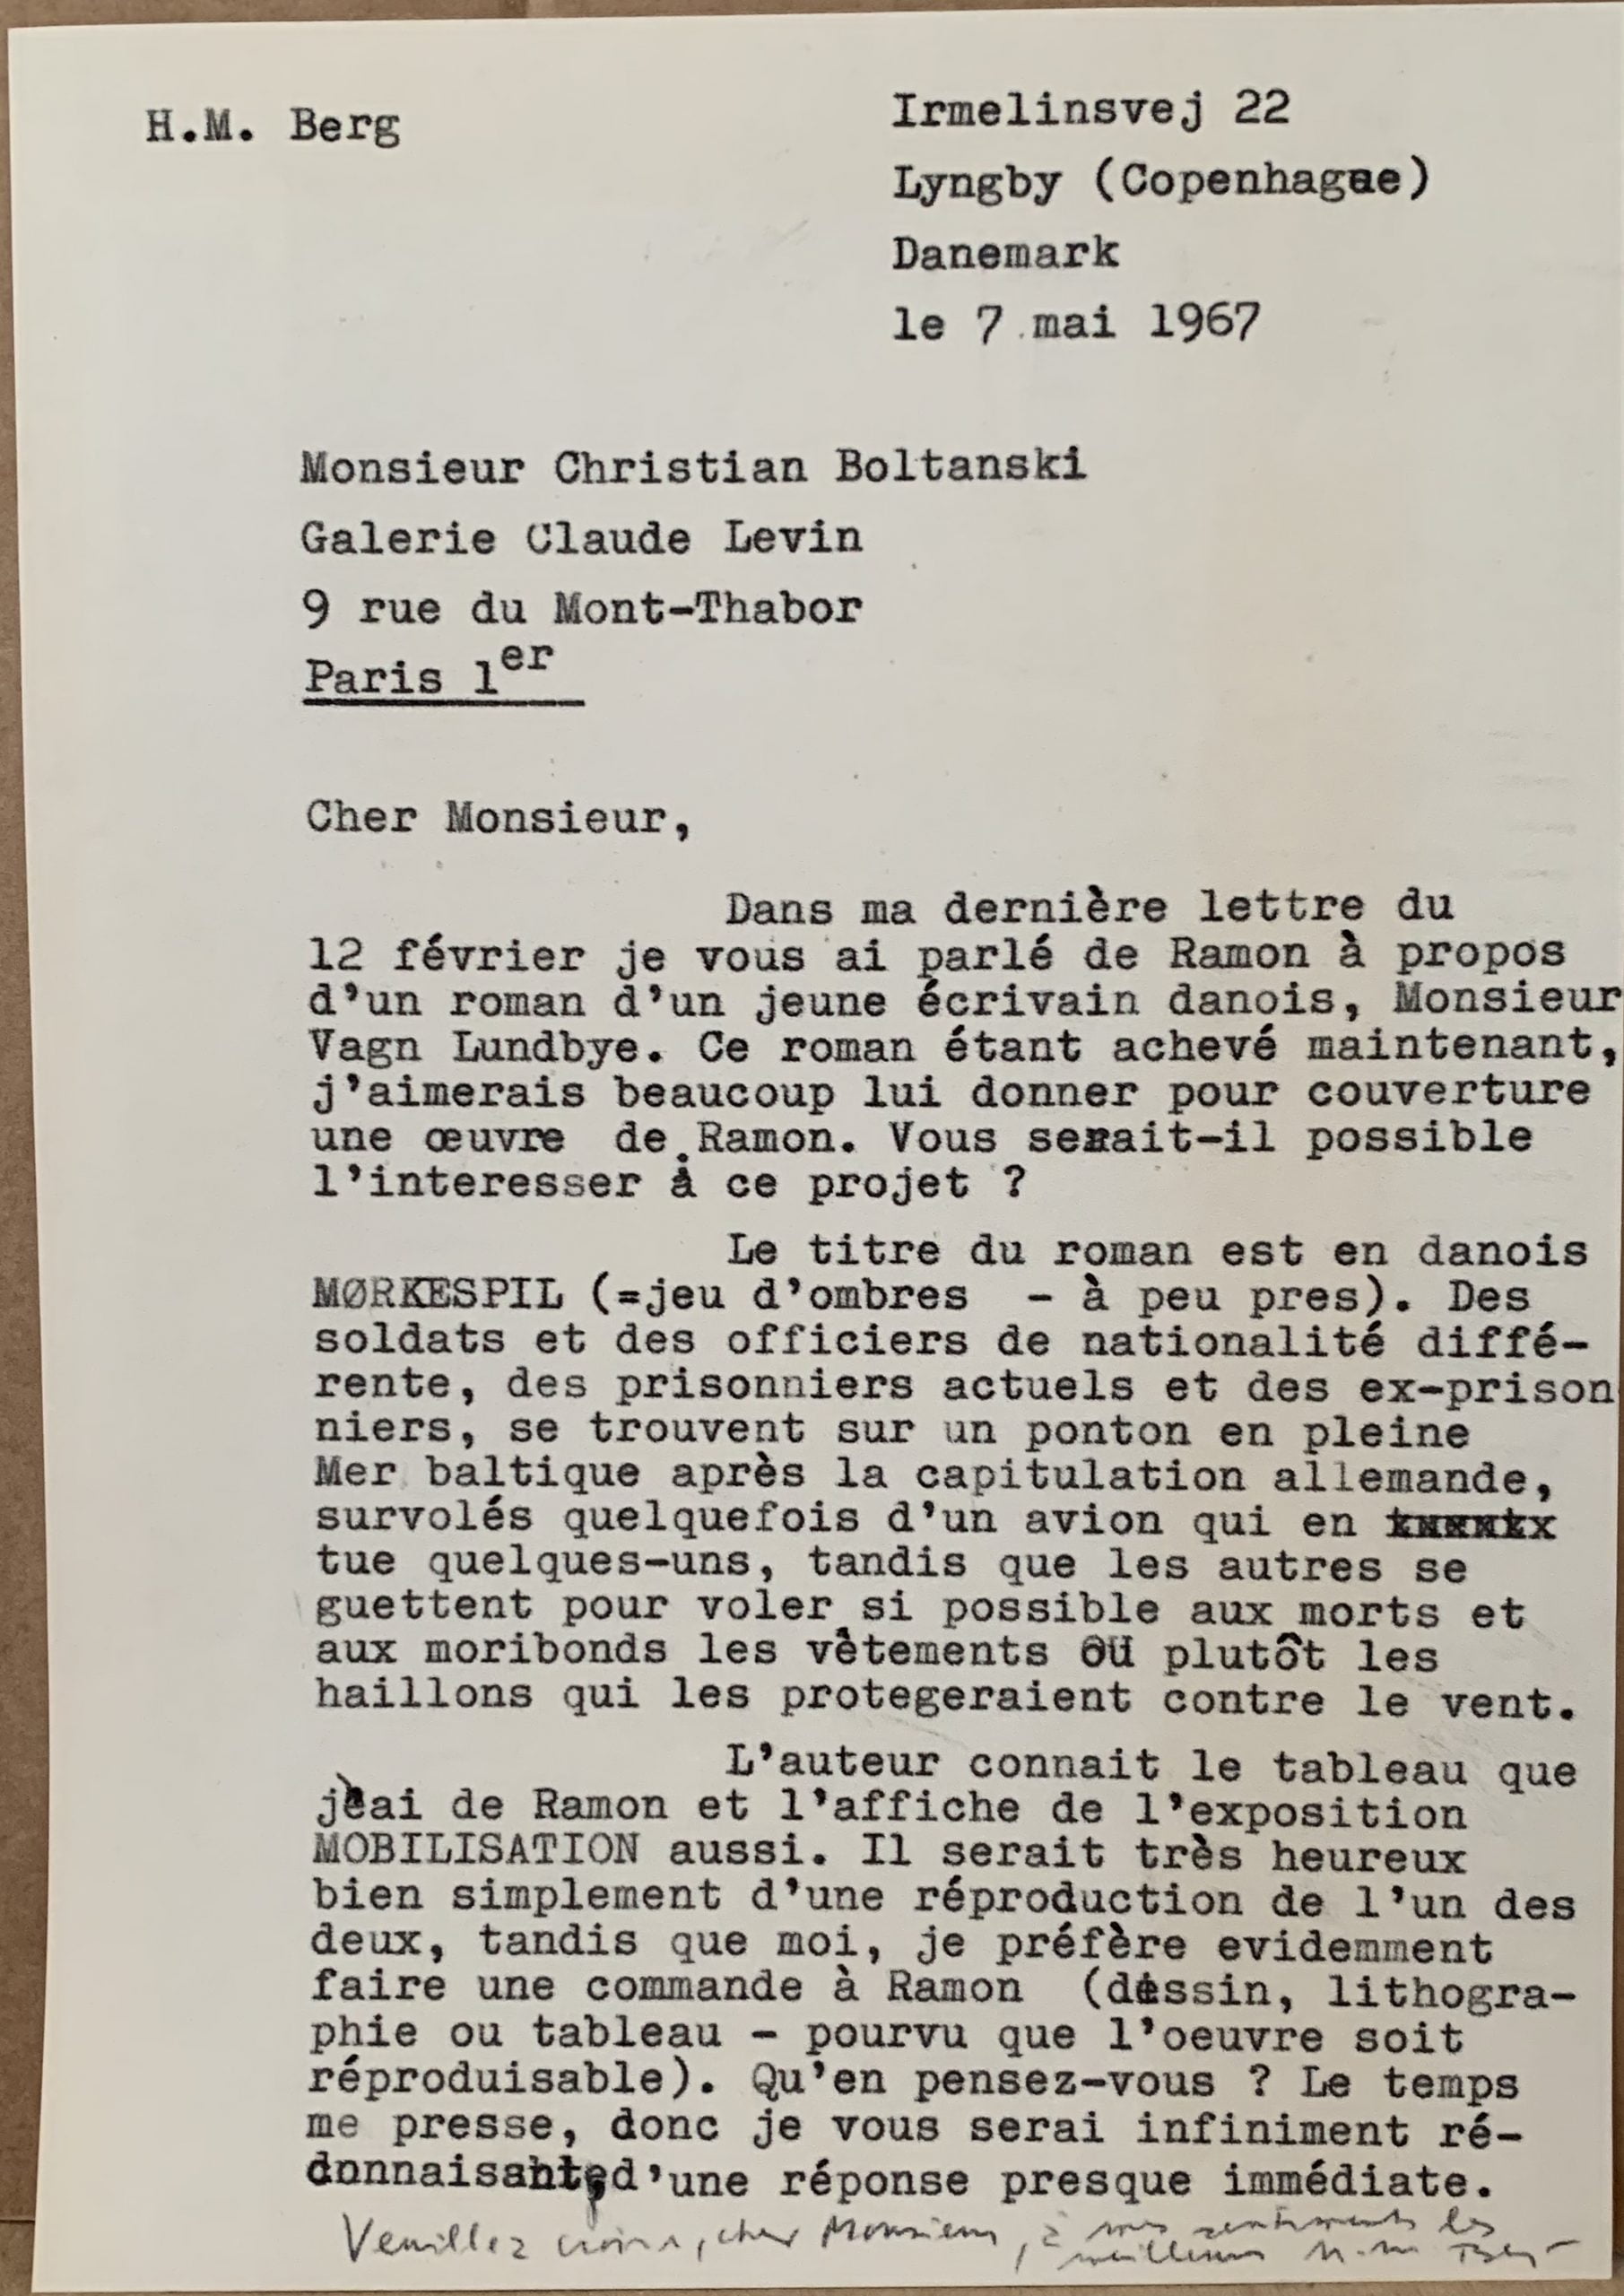 H.M. Berg
Irmelinsvej 22
Lyngby (Copenhague)
Danemark
le 7 mai 1967
Monsieur Christian Boltanski
Galerie Claude Levin
9 rue du Mont-Thabor
Paris 1er
Cher Monsieur,
Dans ma dernière lettre du
12 février je vous ai parlé de Ramon à propos
d'un roman d'un jeune écrivain danois, Monsieur
Vagn Lundbye. Ce roman étant achevé maintenant,
j'aimerais beaucoup lui donner pour couverture
une œuvre de Ramon. Vous serait-il possible
l'interesser à ce projet ?
Le titre du roman est en danois
MØRKESPIL (=jeu d'ombres - à peu pres). Des
soldats et des officiers de nationalité diffé-
rente, des prisonniers actuels et des ex-prison
niers, se trouvent sur un ponton en pleine
Mer baltique après la capitulation allemande,
survolés quelquefois d'un avion qui en
tue quelques-uns, tandis que les autres se
guettent pour voler si possible aux morts et
aux moribonds les vêtements ou plutôt les
haillons qui les protegeraient contre le vent.
L'auteur connait le tableau que
j'ai de Ramon et l'affiche de l'exposition
MOBILISATION aussi. Il serait très heureux
bien simplement d'une réproduction de l'un des
deux, tandis que moi, je préfère evidemment
faire une commande à Ramon (dessin, lithogra-
phie ou tableau - pourvu que l'oeuvre soit
réproduisable). Qu'en pensez-vous ? Le temps
me presse, donc je vous serai infiniment ré-
connaisant, d'une réponse presque immédiate.
Veuillez croire, cher Monsieur, à mes sentiments les
meilleurs H.M. Berg